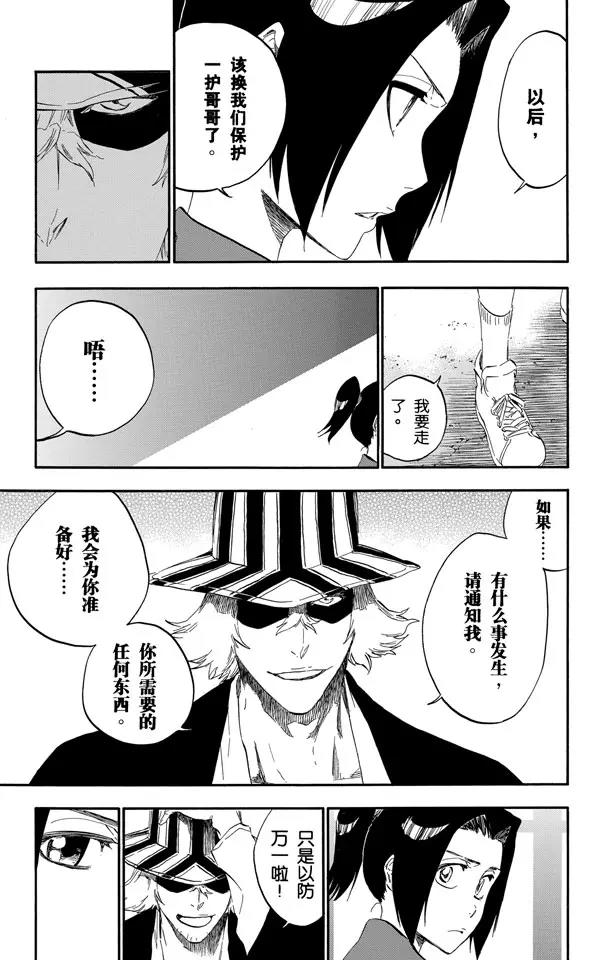 以后，
该换我们保护
一护哥哥了。
我要走
了。
唔……
如果……
有什么事发生，
请通知我。
我会为你准
备好……
你所需要的
任何东西。
只是以防
万一啦！